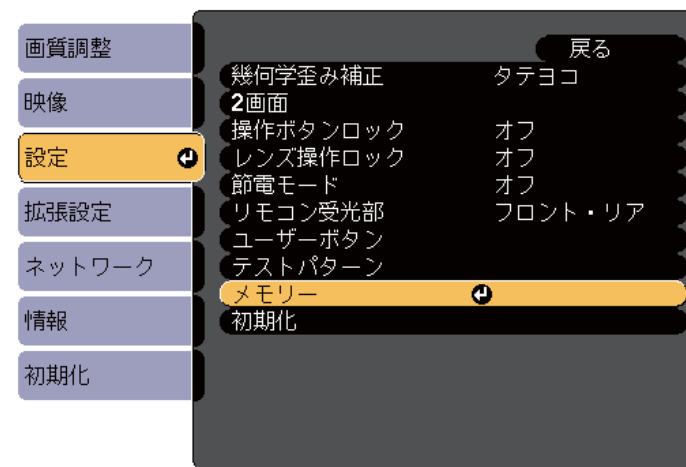 画質調整
映像
設定
拡張設定
ネットワーク
情報
初期化
戻る
幾何学歪み補正 タテヨコ
2画面
操作ボタンロック オフ
レンズ操作ロック オフ
節電モード オフ
リモコン受光部 フロント・リア
ユーザーボタン
テストパターン
メモリー
初期化